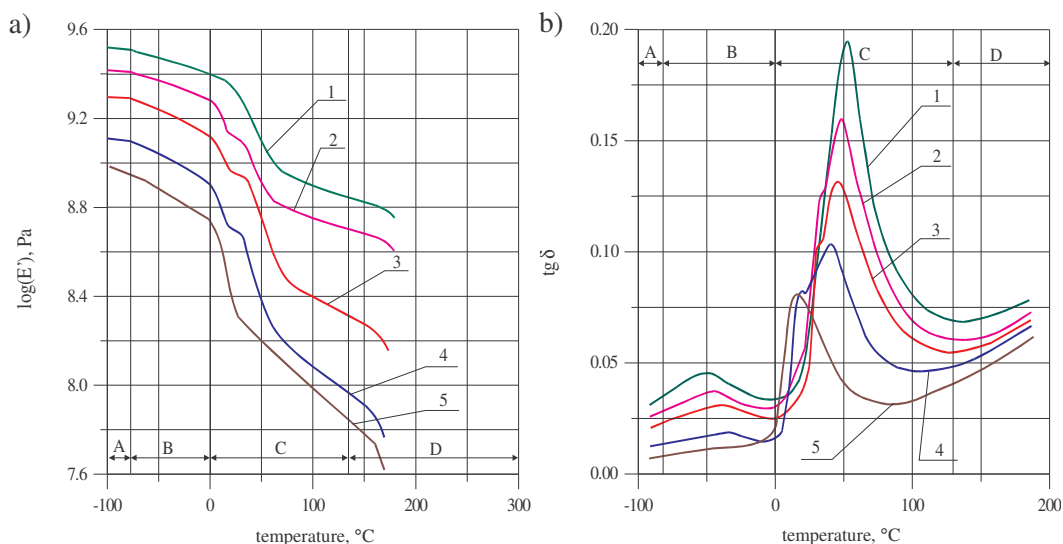 a)
log(E'), Pa
9.6
9.2
8.8
8.4
8.0
7.6
1
2
3
4
5
A B C D
-100 0 100 200 300
temperature, °C
b)
tg δ
0.20
0.15
0.10
0.05
0.00
A B C D
1
2
3
5 4
-100 0 100 200
temperature, °C